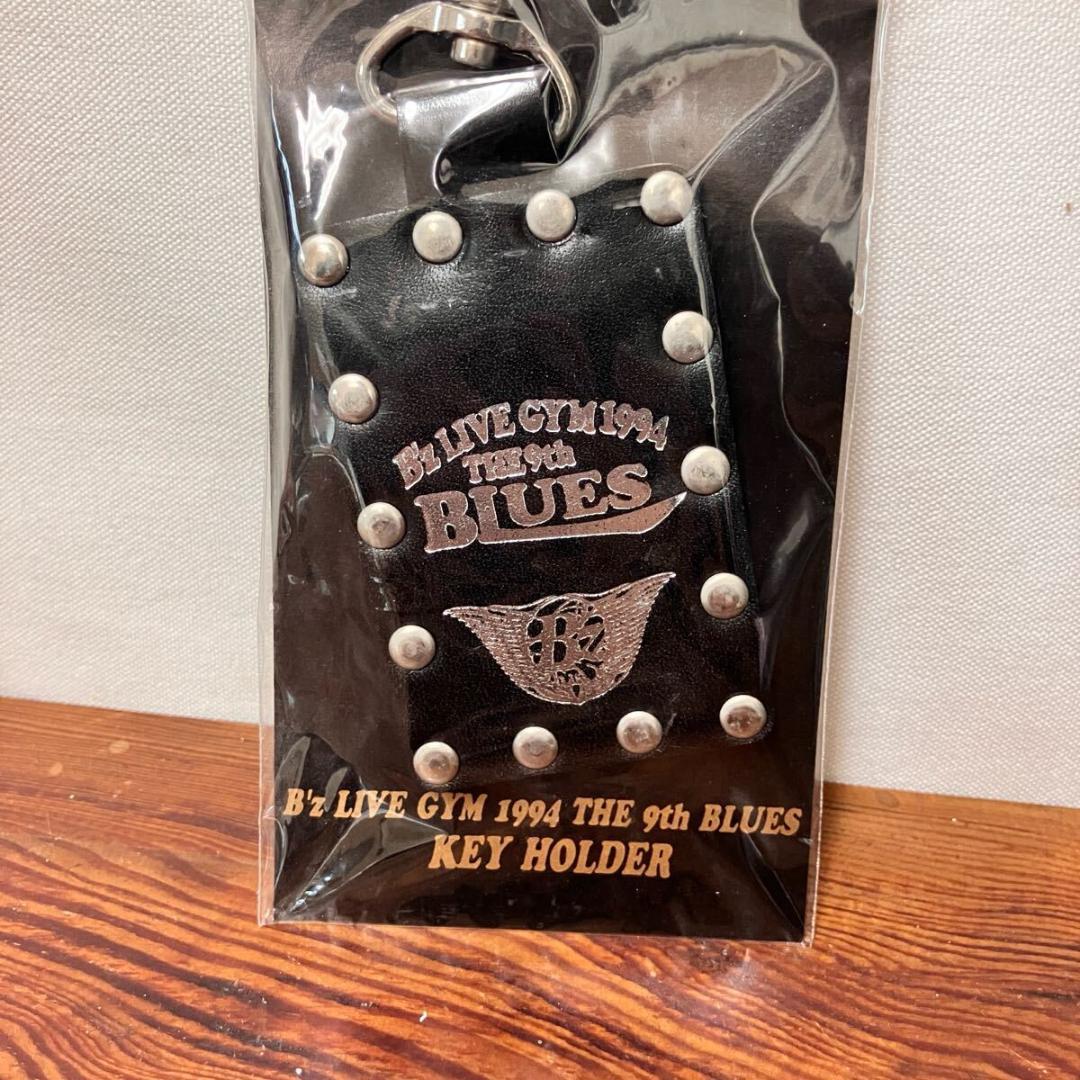 B'z LIVE GYM 1994
THE 9th
BLUES
B'z
B'z LIVE GYM 1994 THE 9th BLUES
KEY HOLDER